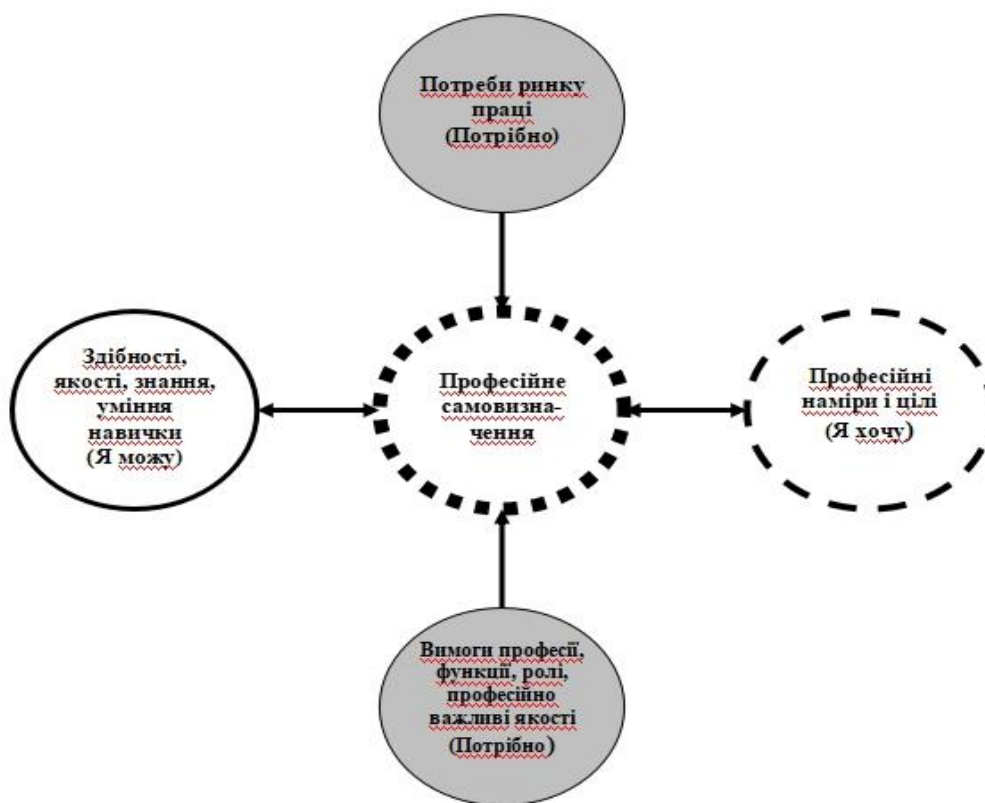 Потреби ринку
праці
(Потрібно)
Здібності,
якості, знання,
уміння
навички
(Я можу)
Професійне
самовизна-
чення
Професійні
наміри і цілі
(Я хочу)
Вимоги професії,
функції, ролі,
професійно
важливі якості
(Потрібно)